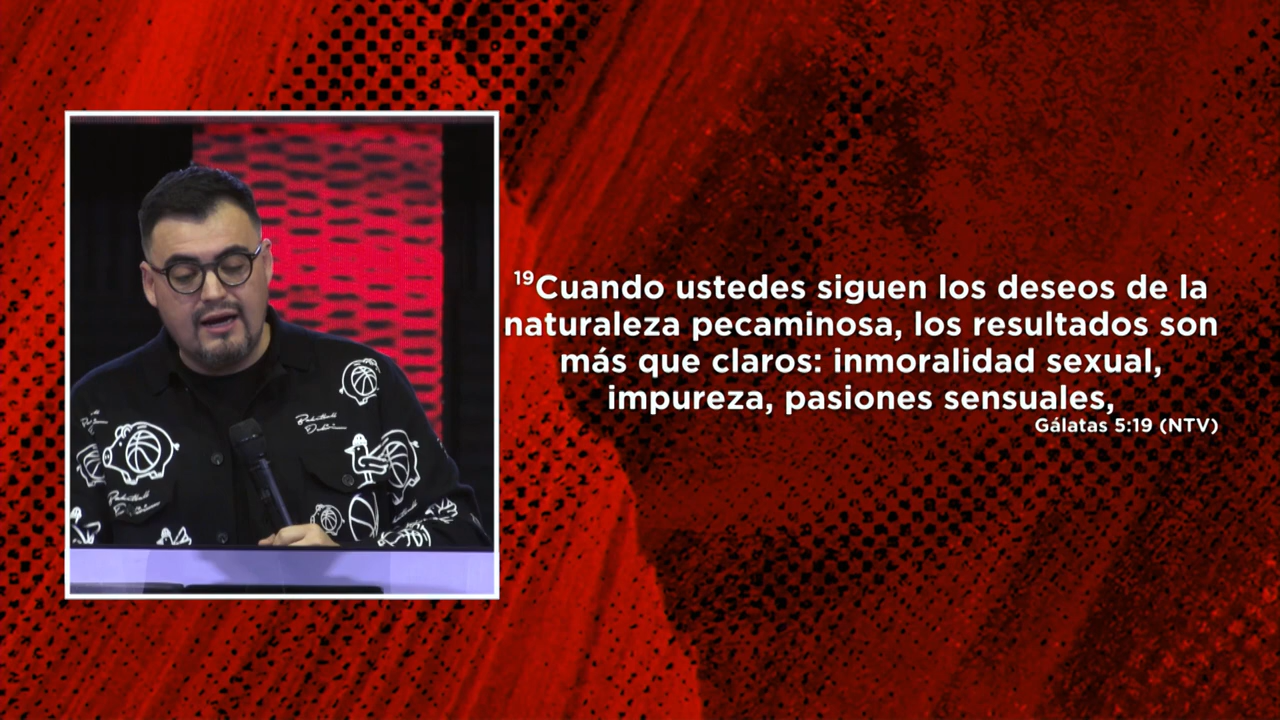 ¹⁹Cuando ustedes siguen los deseos de la
naturaleza pecaminosa, los resultados son
más que claros: inmoralidad sexual,
impureza, pasiones sensuales,
Gálatas 5:19 (NTV)